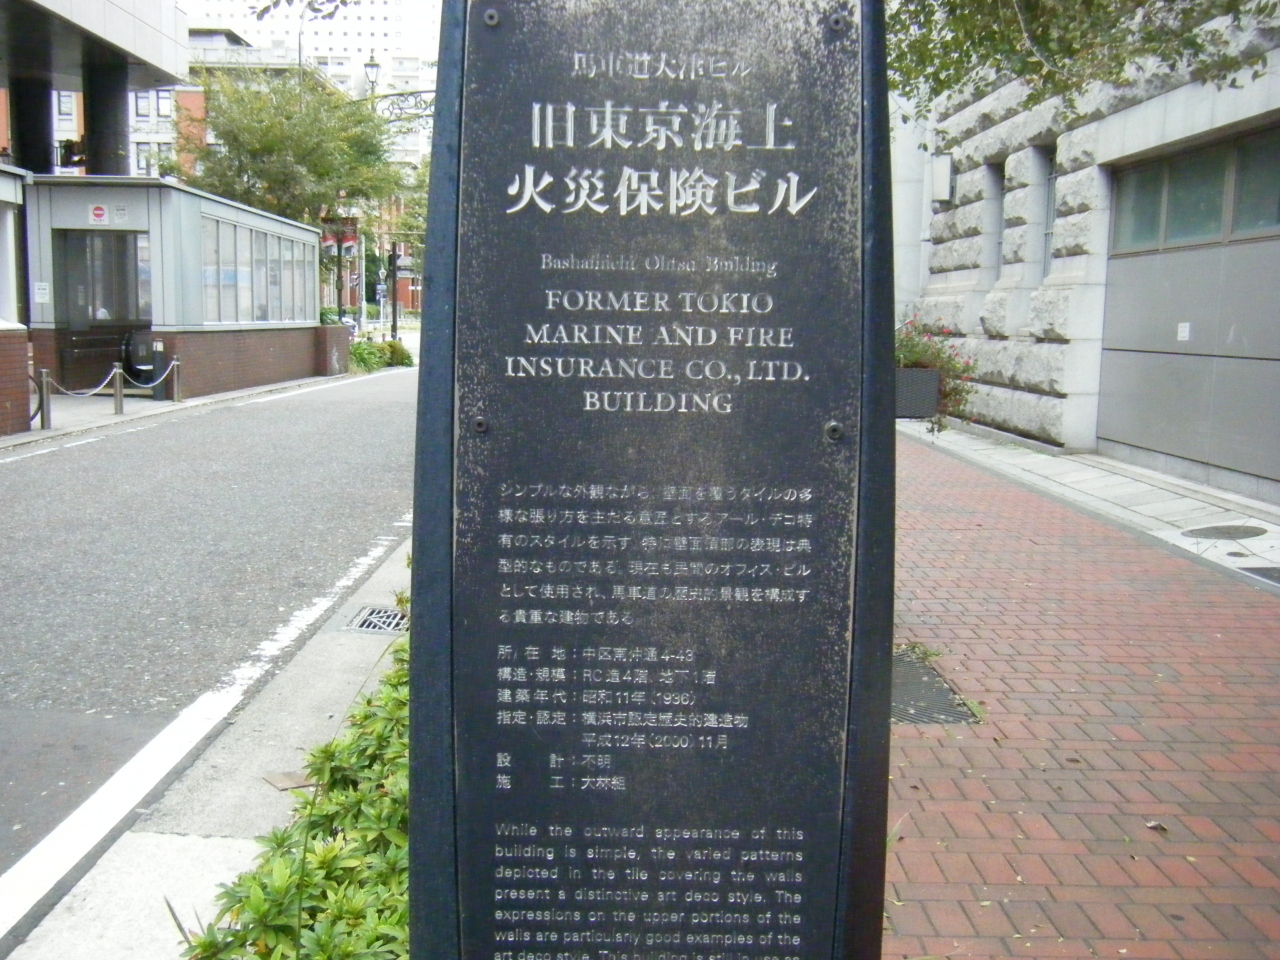 馬車道大津ビル
旧東京海上
火災保険ビル
Bashamichi Ohtsu Building
FORMER TOKIO
MARINE AND FIRE
INSURANCE CO., LTD.
BUILDING
シンプルな外観ながら、壁面を覆うタイルの多
様な張り方を主たる意匠とするアール・デコ特
有のスタイルを示す。特に壁面頂部の表現は典
型的なものである。現在も民間のオフィス・ビル
として使用され、馬車道の歴史的景観を構成す
る貴重な建物である。
所在地：中区南仲通4-43
構造・規模：RC造4階、地下1階
建築年代：昭和11年(1936)
指定・認定：横浜市認定歴史的建造物
平成12年(2000)11月
設計：不明
施工：大林組
While the outward appearance of this
building is simple, the varied patterns
depicted in the tile covering the walls
present a distinctive art deco style. The
expressions on the upper portions of the
walls are particularly good examples of the
art deco style. This building is still in use as